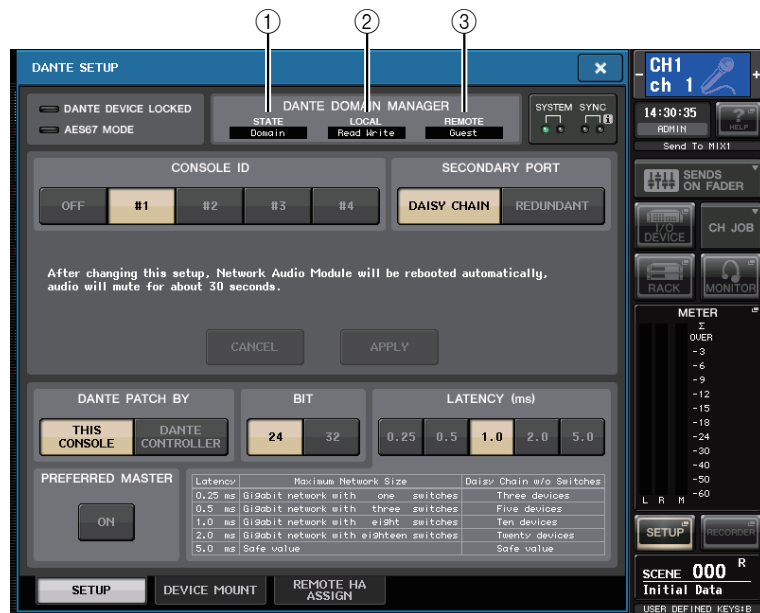 ① ② ③
DANTE SETUP
×
DANTE DEVICE LOCKED
AES67 MODE
DANTE DOMAIN MANAGER
STATE LOCAL REMOTE
Domain Read Write Guest
SYSTEM SYNC
CONSOLE ID
OFF #1 #2 #3 #4
SECONDARY PORT
DAISY CHAIN REDUNDANT
After changing this setup, Network Audio Module will be rebooted automatically,
audio will mute for about 30 seconds.
CANCEL APPLY
DANTE PATCH BY
THIS CONSOLE DANTE CONTROLLER
BIT
24 32
LATENCY (ms)
0.25 0.5 1.0 2.0 5.0
PREFERRED MASTER
ON
Latency Maximum Network Size Daisy Chain w/o Switches
0.25 ms Gigabit network with one switches Three devices
0.5 ms Gigabit network with three switches Five devices
1.0 ms Gigabit network with eight switches Ten devices
2.0 ms Gigabit network with eighteen switches Twenty devices
5.0 ms Safe value Safe value
SETUP DEVICE MOUNT REMOTE HA ASSIGN
- CH1 +
ch 1
14:30:35
ADMIN
? HELP
Send To MIX1
SENDS ON FADER
I/O DEVICE CH JOB
RACK MONITOR
METER
Σ
OVER
-3
-6
-9
-12
-15
-18
-24
-30
-40
-50
-60
L R M
SETUP RECORDER
SCENE 000 R
Initial Data
USER DEFINED KEYS:B